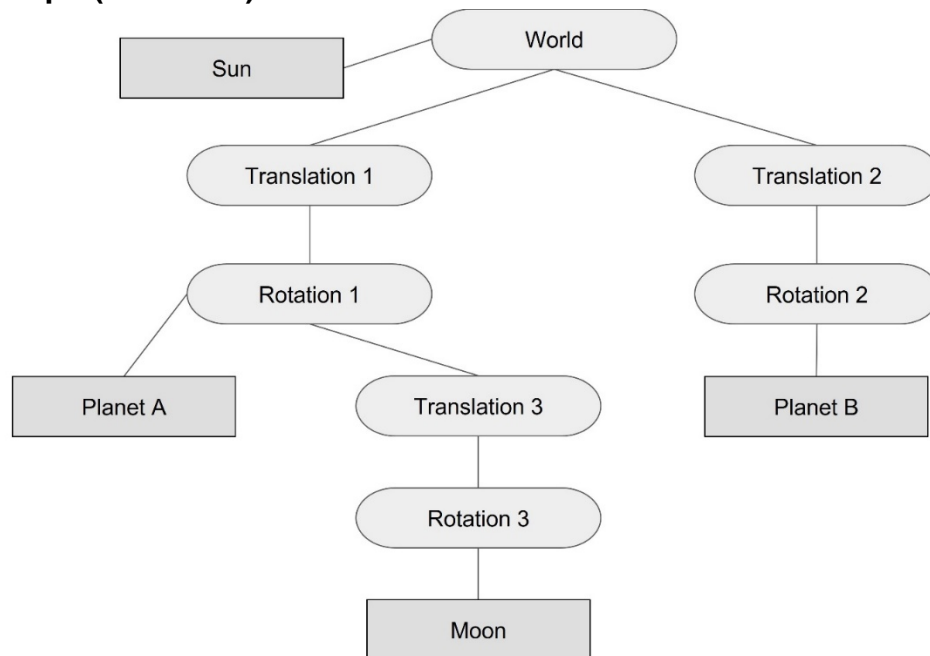 World
Sun
Translation 1
Translation 2
Rotation 1
Rotation 2
Planet A
Translation 3
Planet B
Rotation 3
Moon